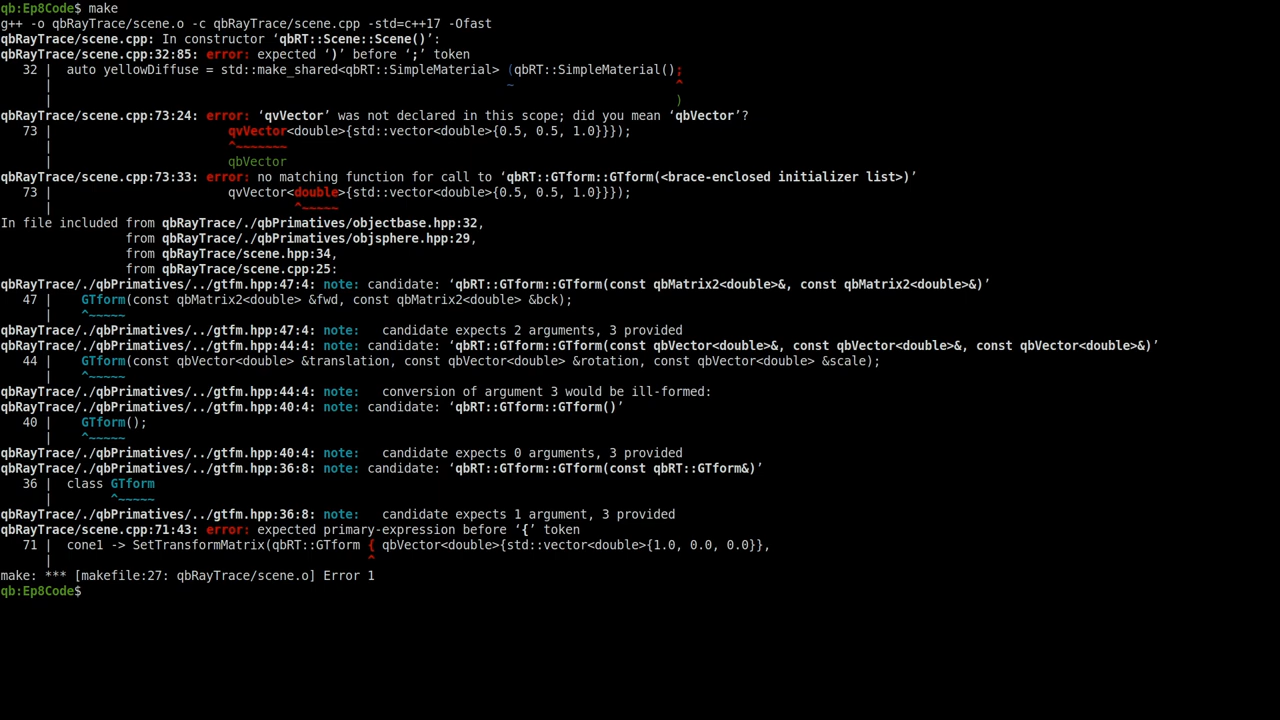 qb:Ep8Code$ make
g++ -o qbRayTrace/scene.o -c qbRayTrace/scene.cpp -std=c++17 -Ofast
qbRayTrace/scene.cpp: In constructor ‘qbRT::Scene::Scene()’:
qbRayTrace/scene.cpp:32:85: error: expected ‘)’ before ‘;’ token
   32 |  auto yellowDiffuse = std::make_shared<qbRT::SimpleMaterial> (qbRT::SimpleMaterial();
      |                                                              ~                      ^
      |                                                                                     )
qbRayTrace/scene.cpp:73:24: error: ‘qvVector’ was not declared in this scope; did you mean ‘qbVector’?
   73 |                        qvVector<double>{std::vector<double>{0.5, 0.5, 1.0}}});
      |                        ^~~~~~~~
      |                        qbVector
qbRayTrace/scene.cpp:73:33: error: no matching function for call to ‘qbRT::GTform::GTform(<brace-enclosed initializer list>)’
   73 |                        qvVector<double>{std::vector<double>{0.5, 0.5, 1.0}}});
      |                                 ^~~~~~
In file included from qbRayTrace/./qbPrimatives/objectbase.hpp:32,
                 from qbRayTrace/./qbPrimatives/objsphere.hpp:29,
                 from qbRayTrace/scene.hpp:34,
                 from qbRayTrace/scene.cpp:25:
qbRayTrace/./qbPrimatives/../gtfm.hpp:47:4: note: candidate: ‘qbRT::GTform::GTform(const qbMatrix2<double>&, const qbMatrix2<double>&)’
   47 |    GTform(const qbMatrix2<double> &fwd, const qbMatrix2<double> &bck);
      |    ^~~~~~
qbRayTrace/./qbPrimatives/../gtfm.hpp:47:4: note:   candidate expects 2 arguments, 3 provided
qbRayTrace/./qbPrimatives/../gtfm.hpp:44:4: note: candidate: ‘qbRT::GTform::GTform(const qbVector<double>&, const qbVector<double>&, const qbVector<double>&)’
   44 |    GTform(const qbVector<double> &translation, const qbVector<double> &rotation, const qbVector<double> &scale);
      |    ^~~~~~
qbRayTrace/./qbPrimatives/../gtfm.hpp:44:4: note:   conversion of argument 3 would be ill-formed:
qbRayTrace/./qbPrimatives/../gtfm.hpp:40:4: note: candidate: ‘qbRT::GTform::GTform()’
   40 |    GTform();
      |    ^~~~~~
qbRayTrace/./qbPrimatives/../gtfm.hpp:40:4: note:   candidate expects 0 arguments, 3 provided
qbRayTrace/./qbPrimatives/../gtfm.hpp:36:8: note: candidate: ‘qbRT::GTform::GTform(const qbRT::GTform&)’
   36 |  class GTform
      |        ^~~~~~
qbRayTrace/./qbPrimatives/../gtfm.hpp:36:8: note:   candidate expects 1 argument, 3 provided
qbRayTrace/scene.cpp:71:43: error: expected primary-expression before ‘{’ token
   71 |  cone1 -> SetTransformMatrix(qbRT::GTform { qbVector<double>{std::vector<double>{1.0, 0.0, 0.0}},
      |                                           ^
make: *** [makefile:27: qbRayTrace/scene.o] Error 1
qb:Ep8Code$